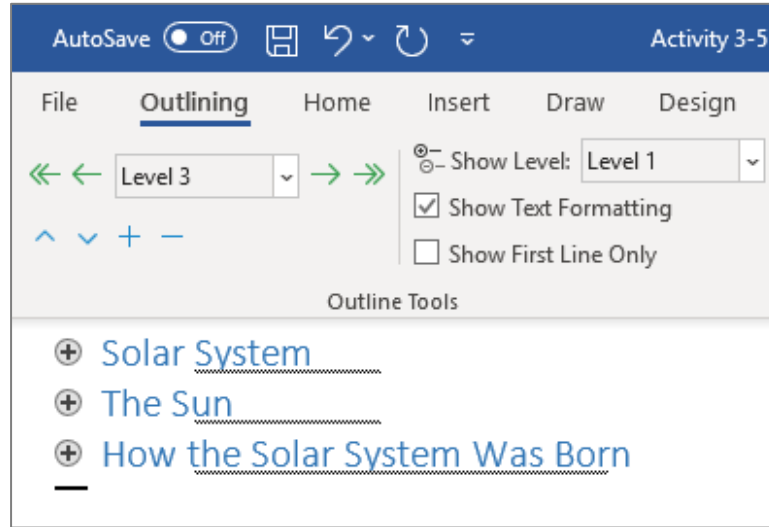 AutoSave Off Activity 3-5
File Outlining Home Insert Draw Design
Level 3 Show Level: Level 1
Show Text Formatting
Show First Line Only
Outline Tools
Solar System
The Sun
How the Solar System Was Born